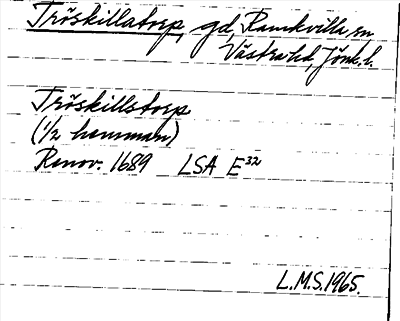 Tröskillatorp, gd, Ramkvilla sn
Västra hd, Jönk. l.
Tröskillstorp
(1/2 hemman)
Renov. 1689 LSA E32
L.M.S. 1965.